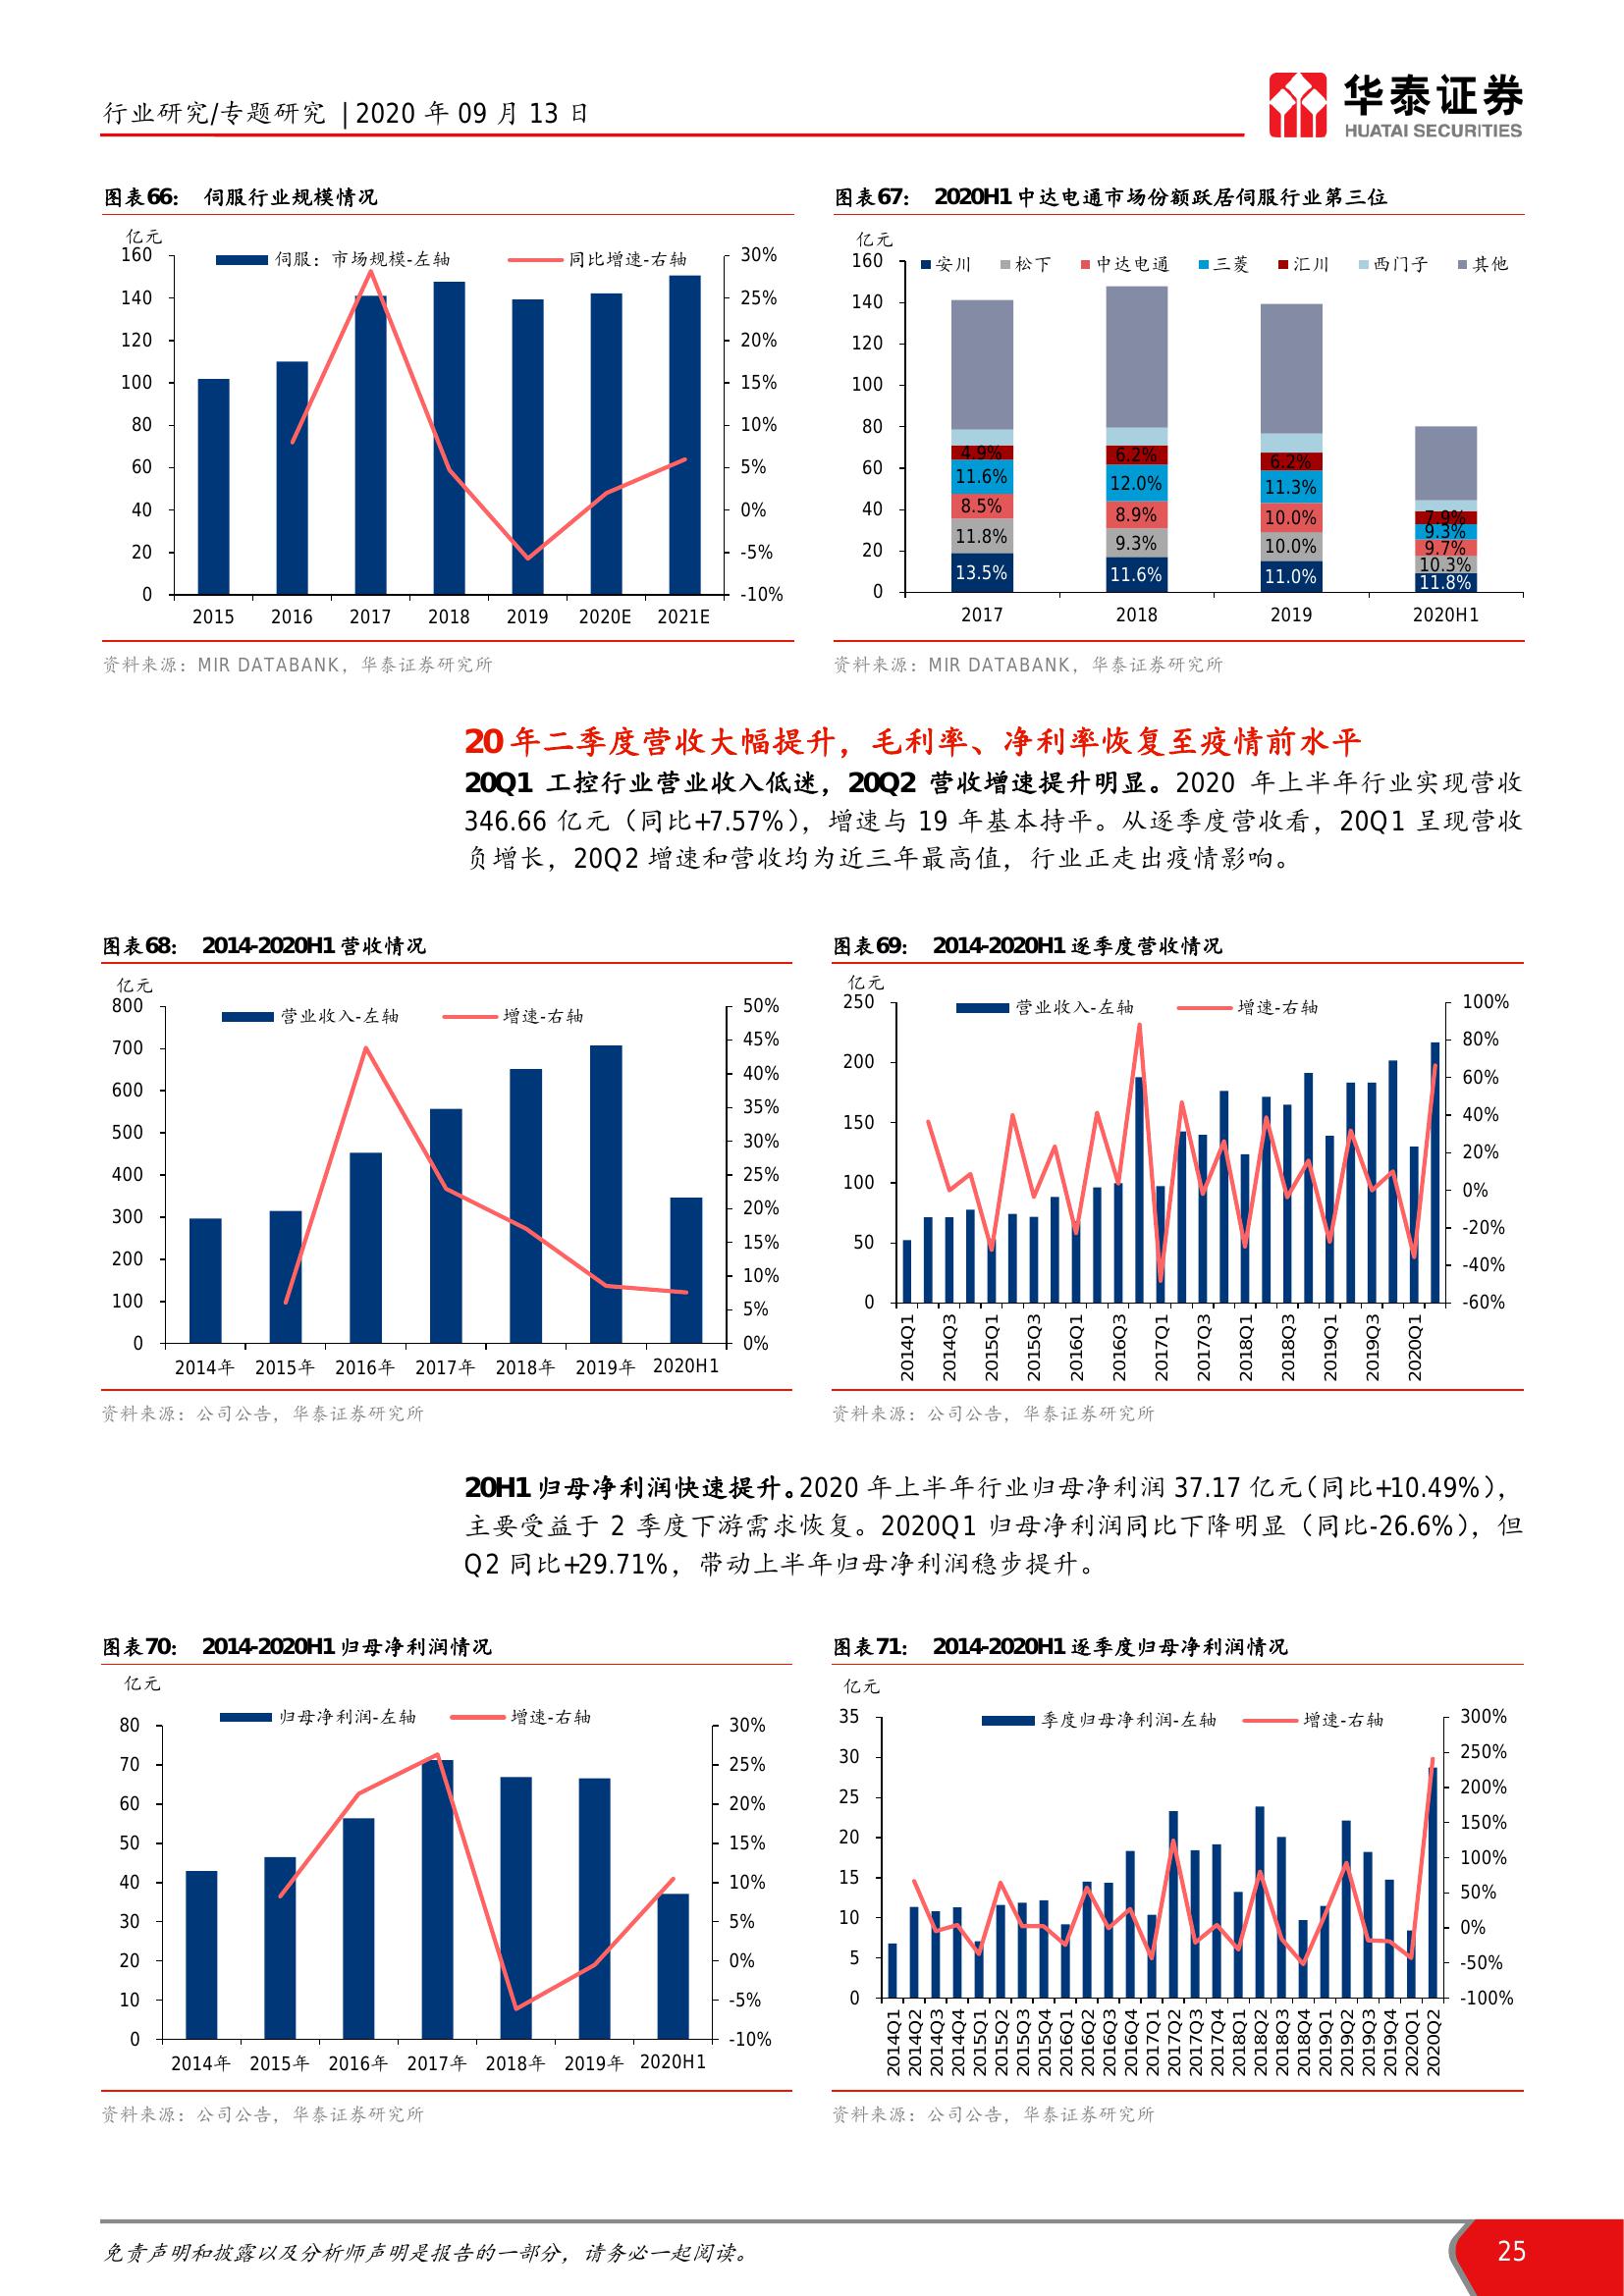 行业研究/专题研究 | 2020 年 09 月 13 日
华泰证券
HUATAI SECURITIES
图表66： 伺服行业规模情况
亿元
伺服：市场规模-左轴 同比增速-右轴
160
140
120
100
80
60
40
20
0
30%
25%
20%
15%
10%
5%
0%
-5%
-10%
2015 2016 2017 2018 2019 2020E 2021E
资料来源：MIR DATABANK，华泰证券研究所
图表67： 2020H1 中达电通市场份额跃居伺服行业第三位
亿元
安川 松下 中达电通 三菱 汇川 西门子 其他
160
140
120
100
80
60
40
20
0
4.9% 6.2% 6.2% 7.9%
11.6% 12.0% 11.3% 9.3%
8.5% 8.9% 10.0% 9.7%
11.8% 9.3% 10.0% 10.3%
13.5% 11.6% 11.0% 11.8%
2017 2018 2019 2020H1
资料来源：MIR DATABANK，华泰证券研究所
20 年二季度营收大幅提升，毛利率、净利率恢复至疫情前水平
20Q1 工控行业营业收入低迷，20Q2 营收增速提升明显。2020 年上半年行业实现营收
346.66 亿元（同比+7.57%），增速与 19 年基本持平。从逐季度营收看，20Q1 呈现营收
负增长，20Q2 增速和营收均为近三年最高值，行业正走出疫情影响。
图表68： 2014-2020H1 营收情况
亿元
营业收入-左轴 增速-右轴
800
700
600
500
400
300
200
100
0
50%
45%
40%
35%
30%
25%
20%
15%
10%
5%
0%
2014年 2015年 2016年 2017年 2018年 2019年 2020H1
资料来源：公司公告，华泰证券研究所
图表69： 2014-2020H1 逐季度营收情况
亿元
营业收入-左轴 增速-右轴
250
200
150
100
50
0
100%
80%
60%
40%
20%
0%
-20%
-40%
-60%
2014Q1 2014Q3 2015Q1 2015Q3 2016Q1 2016Q3 2017Q1 2017Q3 2018Q1 2018Q3 2019Q1 2019Q3 2020Q1
资料来源：公司公告，华泰证券研究所
20H1 归母净利润快速提升。2020 年上半年行业归母净利润 37.17 亿元（同比+10.49%），
主要受益于 2 季度下游需求恢复。2020Q1 归母净利润同比下降明显（同比-26.6%），但
Q2 同比+29.71%，带动上半年归母净利润稳步提升。
图表70： 2014-2020H1 归母净利润情况
亿元
归母净利润-左轴 增速-右轴
80
70
60
50
40
30
20
10
0
30%
25%
20%
15%
10%
5%
0%
-5%
-10%
2014年 2015年 2016年 2017年 2018年 2019年 2020H1
资料来源：公司公告，华泰证券研究所
图表71： 2014-2020H1 逐季度归母净利润情况
亿元
季度归母净利润-左轴 增速-右轴
35
30
25
20
15
10
5
0
300%
250%
200%
150%
100%
50%
0%
-50%
-100%
2014Q1 2014Q2 2014Q3 2014Q4 2015Q1 2015Q2 2015Q3 2015Q4 2016Q1 2016Q2 2016Q3 2016Q4 2017Q1 2017Q2 2017Q3 2017Q4 2018Q1 2018Q2 2018Q3 2018Q4 2019Q1 2019Q2 2019Q3 2019Q4 2020Q1 2020Q2
资料来源：公司公告，华泰证券研究所
免责声明和披露以及分析师声明是报告的一部分，请务必一起阅读。
25